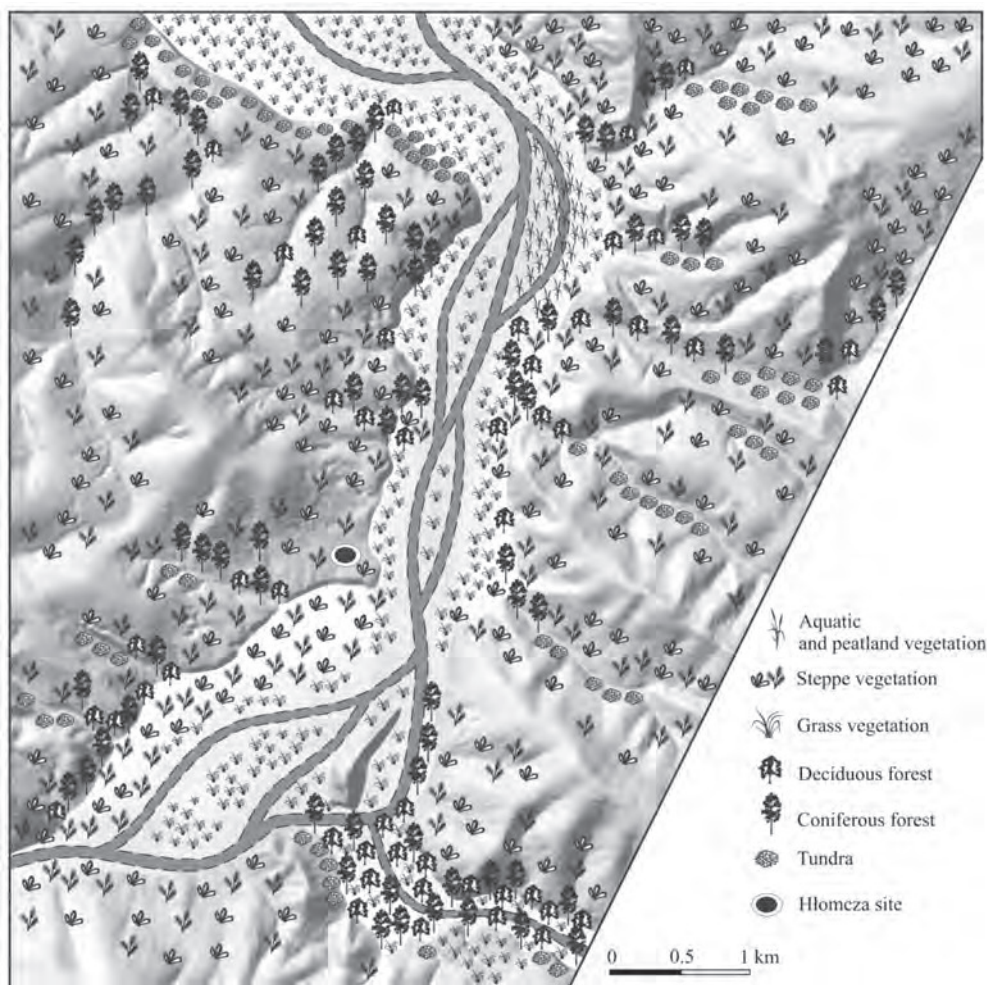 Aquatic
and peatland vegetation
Steppe vegetation
Grass vegetation
Deciduous forest
Coniferous forest
Tundra
Hłomcza site
0 0.5 1 km